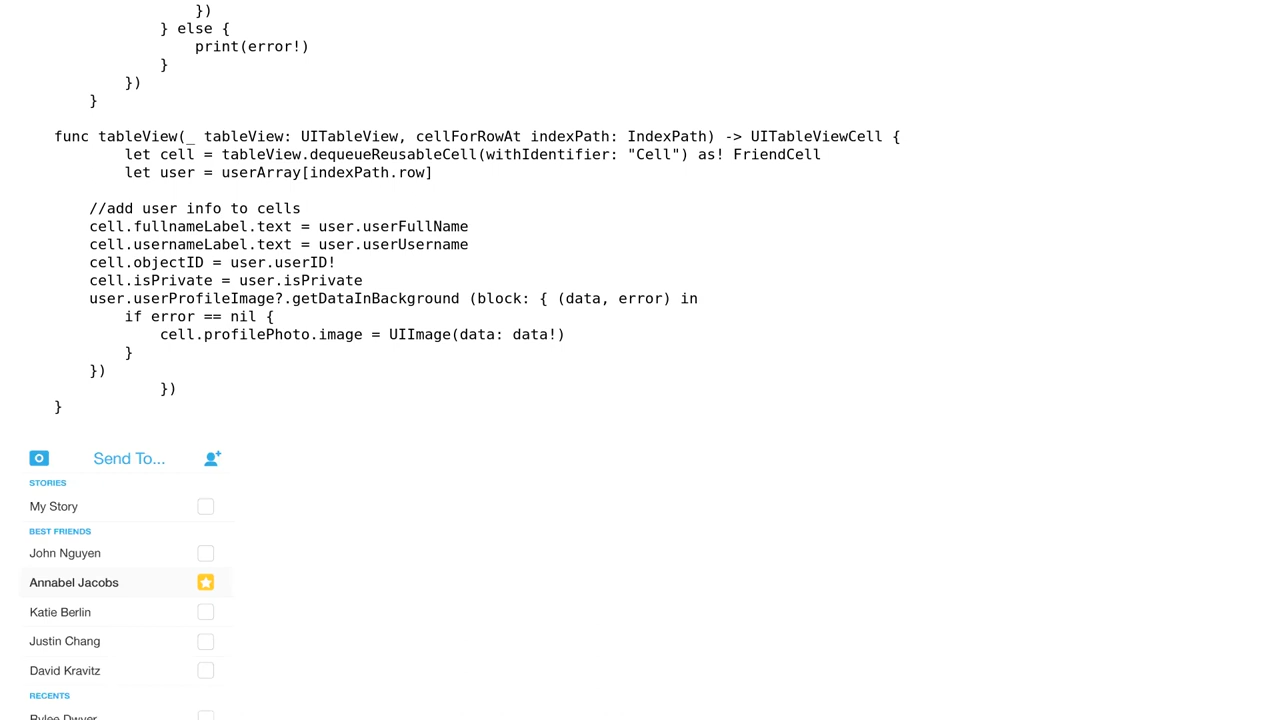 })
} else {
print(error!)
}
})
}
func tableView(_ tableView: UITableView, cellForRowAt indexPath: IndexPath) -> UITableViewCell {
let cell = tableView.dequeueReusableCell(withIdentifier: "Cell") as! FriendCell
let user = userArray[indexPath.row]
//add user info to cells
cell.fullnameLabel.text = user.userFullName
cell.usernameLabel.text = user.userUsername
cell.objectID = user.userID!
cell.isPrivate = user.isPrivate
user.userProfileImage?.getDataInBackground (block: { (data, error) in
if error == nil {
cell.profilePhoto.image = UIImage(data: data!)
}
})
})
}
Send To...
STORIES
My Story
BEST FRIENDS
John Nguyen
Annabel Jacobs
Katie Berlin
Justin Chang
David Kravitz
RECENTS
Rylee Dwyer